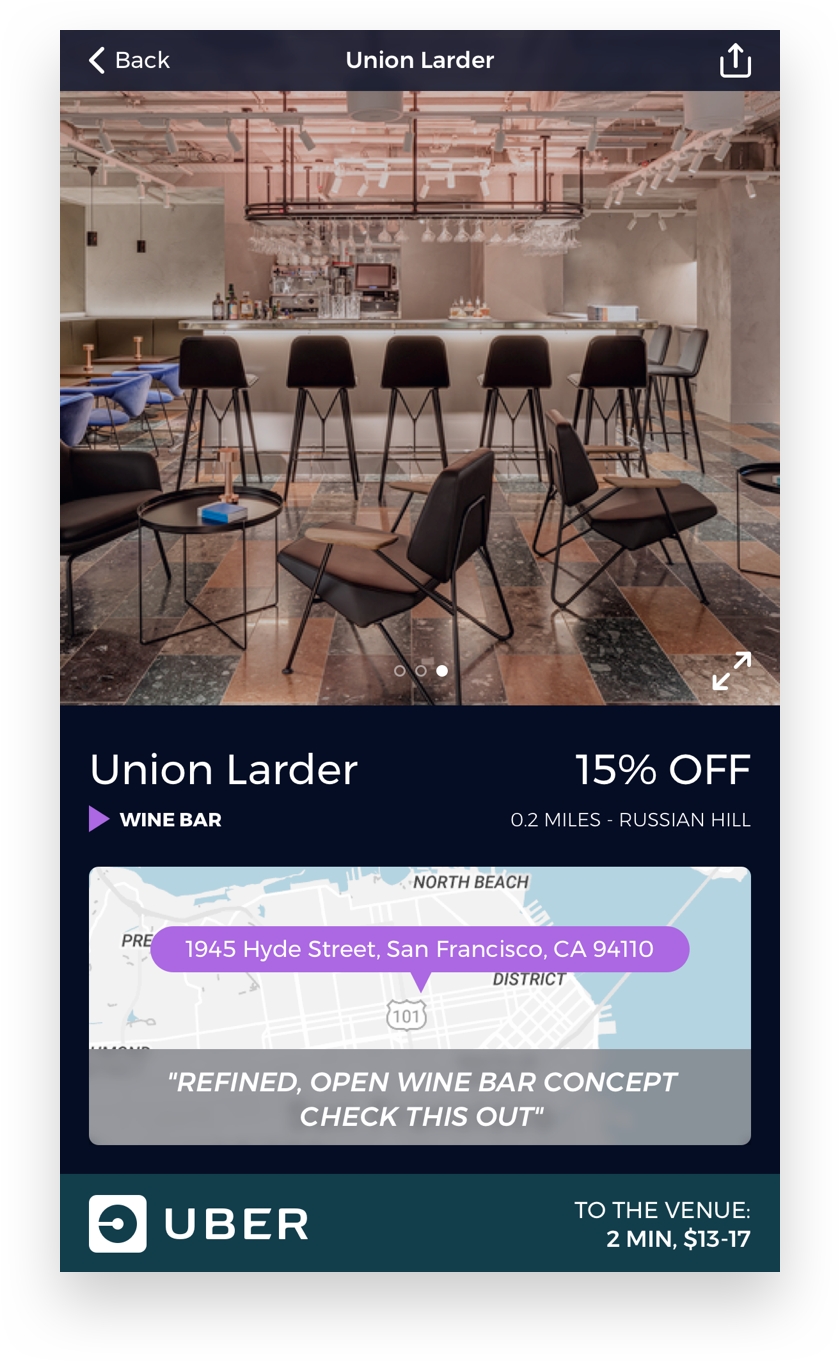 Back
Union Larder
Union Larder
15% OFF
WINE BAR
0.2 MILES - RUSSIAN HILL
NORTH BEACH
PRE
1945 Hyde Street, San Francisco, CA 94110
DISTRICT
101
"REFINED, OPEN WINE BAR CONCEPT
CHECK THIS OUT"
UBER
TO THE VENUE:
2 MIN, $13-17